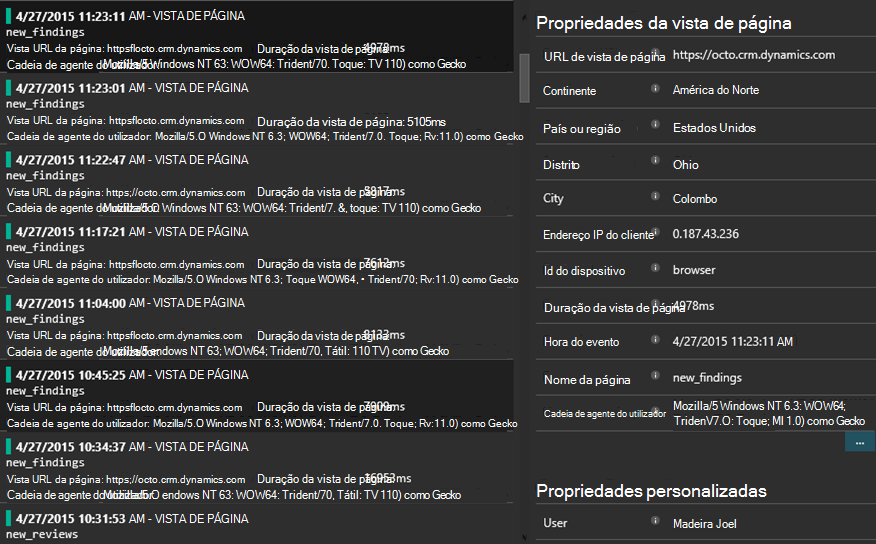 4/27/2015 11:23:11 AM - VISTA DE PÁGINA
new_findings
Vista URL da página: httpsflocto.crm.dynamics.com Duração da vista de página: 4978ms
Cadeia de agente do utilizador: Mozilla/5 Windows NT 63: WOW64: Trident/70. Toque: TV 110) como Gecko
4/27/2015 11:23:01 AM - VISTA DE PÁGINA
new_findings
Vista URL da página: https://octo.crm.dynamics.com Duração da vista de página: 5105ms
Cadeia de agente do utilizador: Mozilla/5.O Windows NT 6.3; WOW64; Trident/7.0. Toque; Rv:11.0) como Gecko
4/27/2015 11:22:47 AM - VISTA DE PÁGINA
new_findings
Vista URL da página: https;//octo.crm.dynamics.com Duração da vista de página:
Cadeia de agente do utilizador: Windows NT 63: WOW64: Trident/7. &, toque: TV 110) como Gecko
4/27/2015 11:17:21 AM - VISTA DE PÁGINA
new_findings
Vista URL da página: httpsflocto.crm.dynamics.com Duração da vista de página: 7612ms
Cadeia de agente do utilizador: Mozilla/5.O Windows NT 6.3; Toque WOW64, • Trident/70; Rv:11.0) como Gecko
4/27/2015 11:04:00 AM - VISTA DE PÁGINA
new_findings
Vista URL da página: httpsflocto.crm.dynamics.com Duração da vista de página:
Cadeia de agente do utilizador: endows NT 63; WOW64; Trident/70, Tátil: 110 TV) como Gecko
4/27/2015 10:45:25 AM - VISTA DE PÁGINA
new_findings
Vista URL da página: httpsflocto.crm.dynamics.com Duração da vista de página:
Cadeia de agente do utilizador: Mozilla/5.O Windows NT 6.3; WOW64; Trident/7.0. Toque; Rv:11.0) como Gecko
4/27/2015 10:34:37 AM - VISTA DE PÁGINA
new_findings
Vista URL da página: https://octo.crm.dynamics.com Duração da vista de página:
Cadeia de agente do utilizador: endows NT 63: WOW64: Trident/70, Tátil: TV 110) como Gecko
4/27/2015 10:31:53 AM - VISTA DE PÁGINA
new_reviews
Propriedades da vista de página
URL de vista de página https://octo.crm.dynamics.com
Continente América do Norte
País ou região Estados Unidos
Distrito Ohio
City Colombo
Endereço IP do cliente 0.187.43.236
Id do dispositivo browser
Duração da vista de página 4978ms
Hora do evento 4/27/2015 11:23:11 AM
Nome da página new_findings
Cadeia de agente do utilizador Mozilla/5 Windows NT 6.3: WOW64;
TridenV7.O: Toque; MI 1.0) como Gecko
...
Propriedades personalizadas
User Madeira Joel